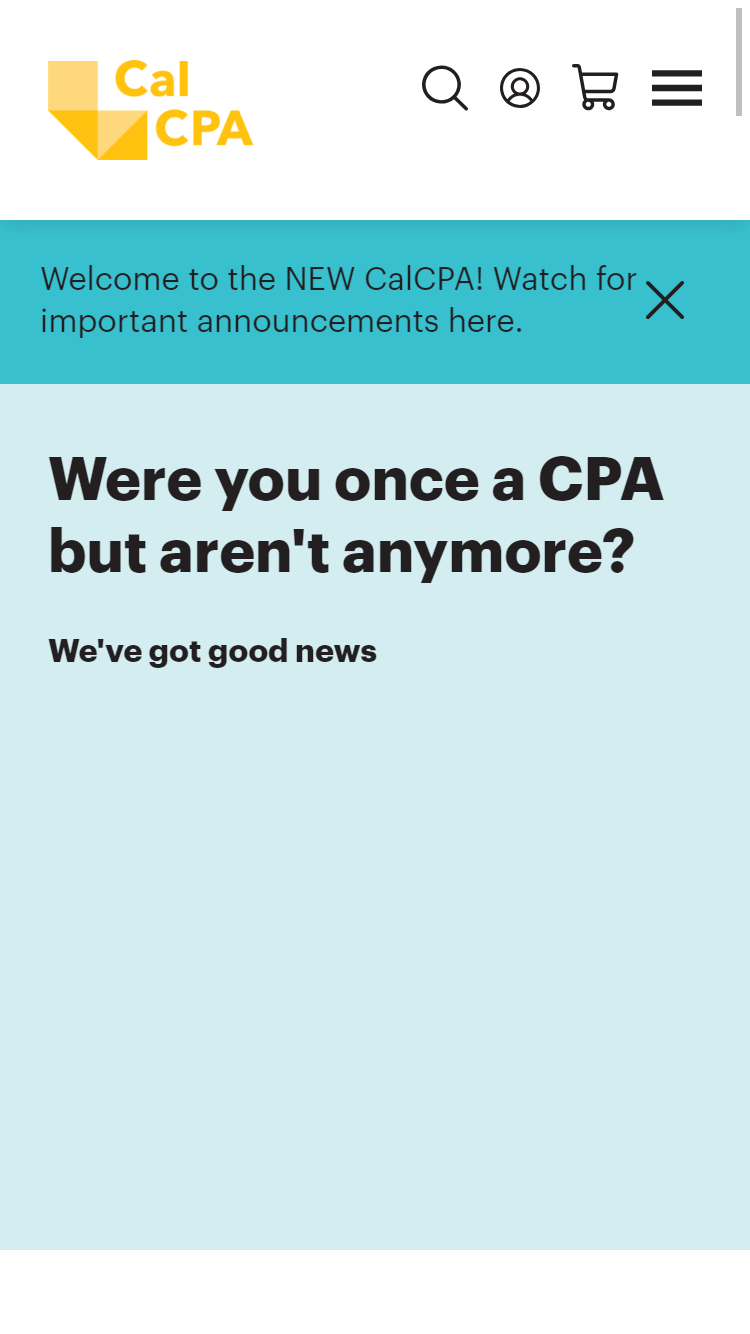 Cal
CPA
Welcome to the NEW CalCPA! Watch for
important announcements here.
Were you once a CPA
but aren't anymore?
We've got good news